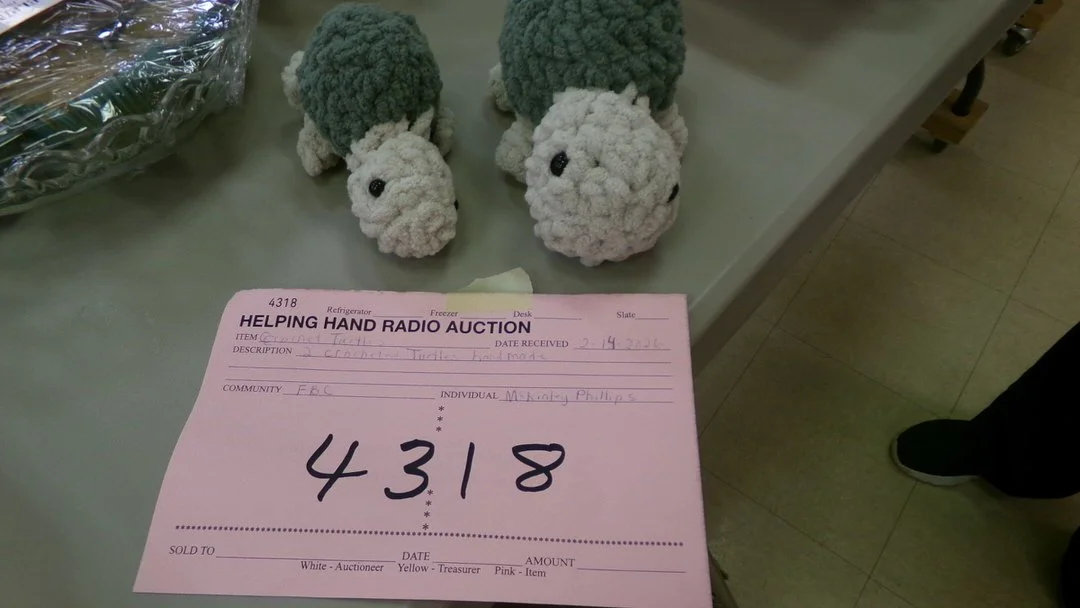 4318
Refrigerator Freezer Desk Slate
HELPING HAND RADIO AUCTION
ITEM Crochet Turtles DATE RECEIVED 2-14-2026
DESCRIPTION 2 crocheted Turtles handmade
COMMUNITY FBC INDIVIDUAL McKinley Phillips
4318
SOLD TO DATE AMOUNT
White - Auctioneer Yellow - Treasurer Pink - Item